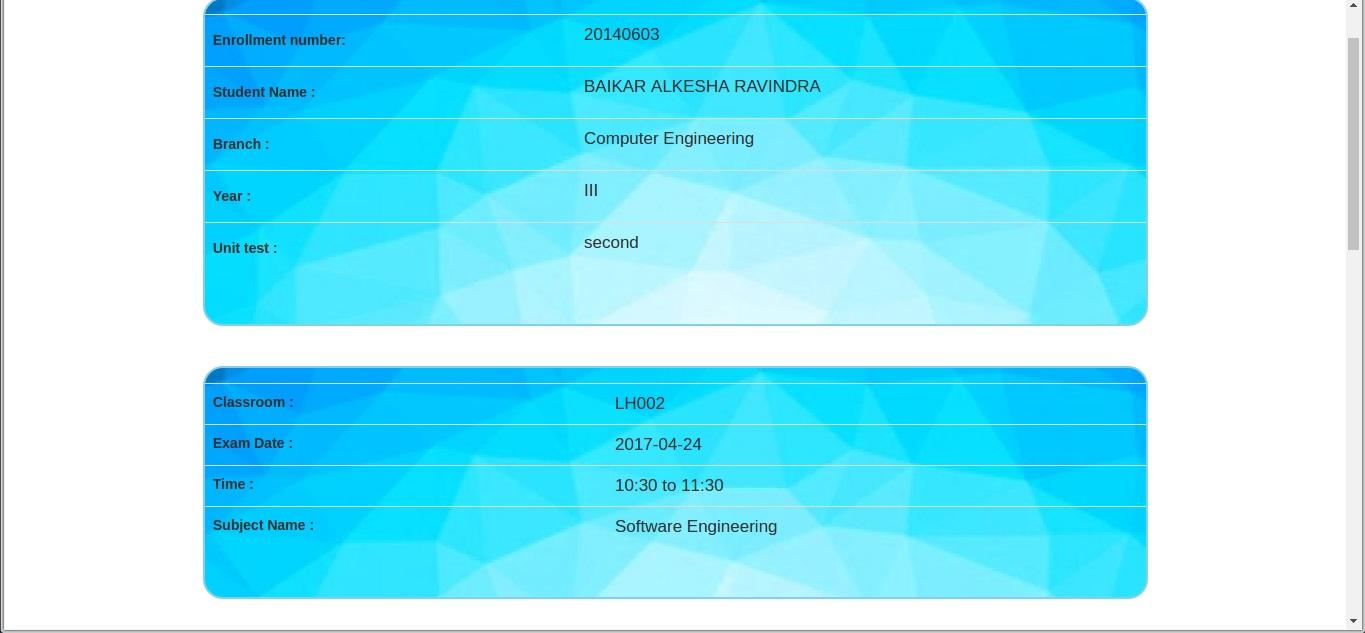 Enrollment number: 20140603
Student Name : BAIKAR ALKESHA RAVINDRA
Branch : Computer Engineering
Year : III
Unit test : second
Classroom : LH002
Exam Date : 2017-04-24
Time : 10:30 to 11:30
Subject Name : Software Engineering